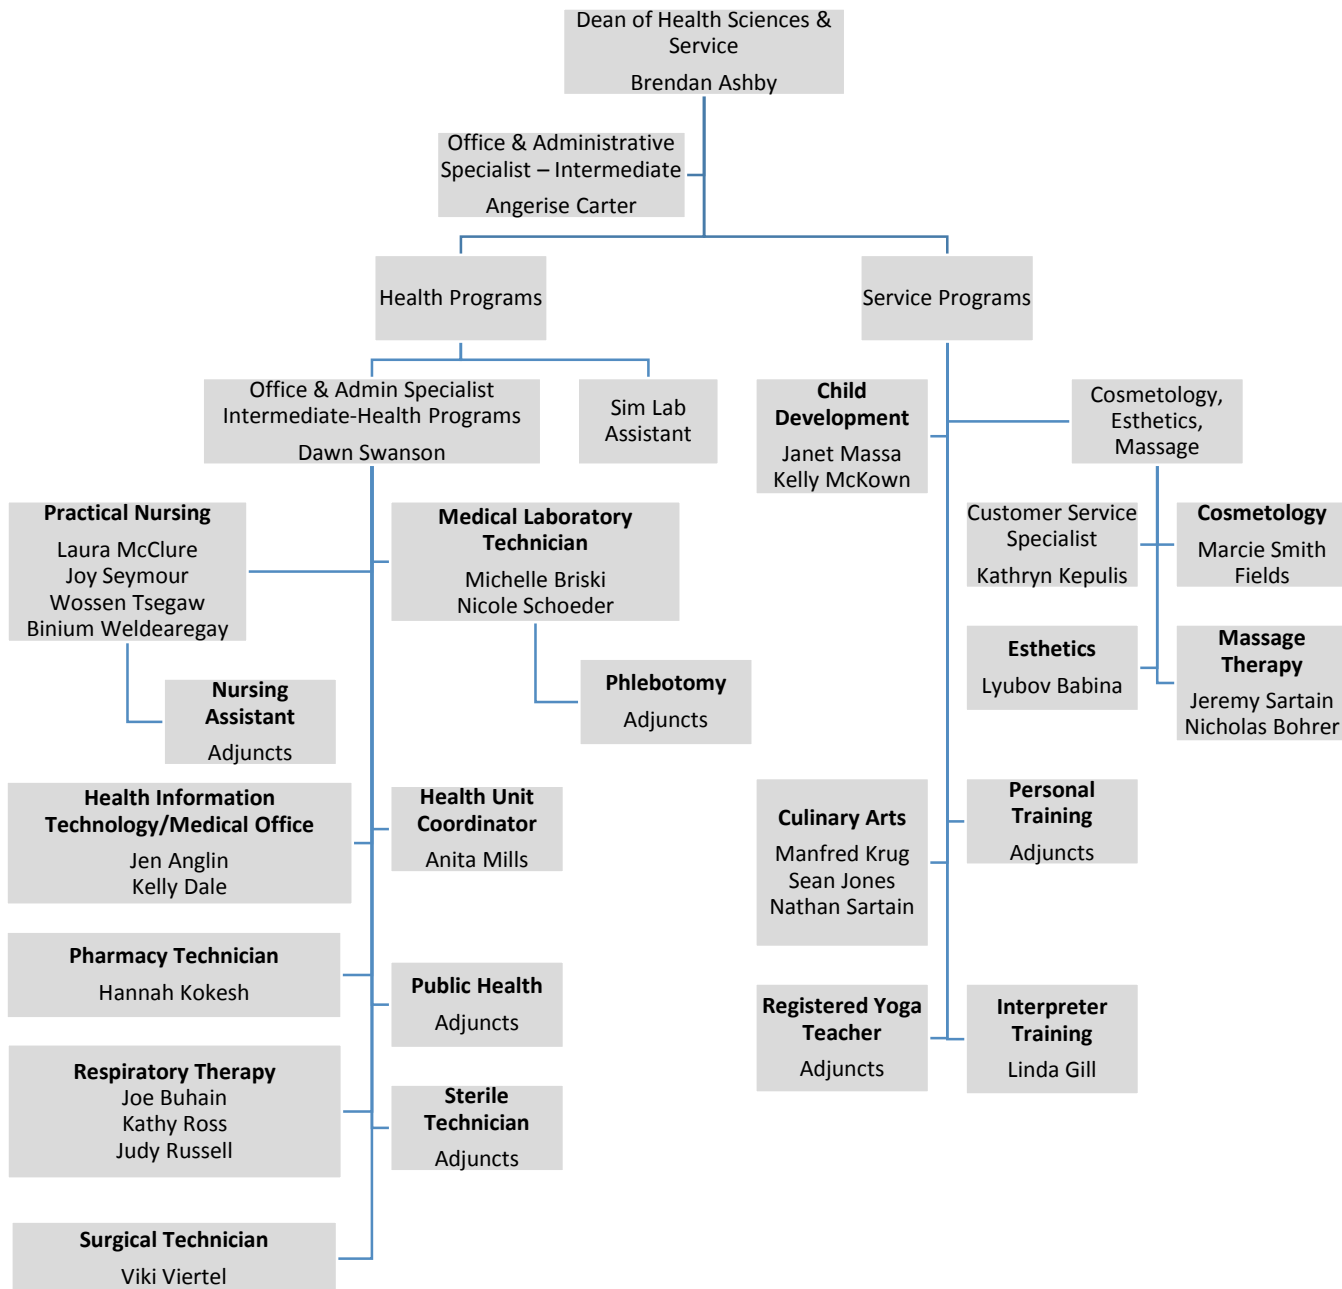 Dean of Health Sciences &
Service
Brendan Ashby
Office & Administrative
Specialist – Intermediate
Angerise Carter
Health Programs
Service Programs
Office & Admin Specialist
Intermediate-Health Programs
Dawn Swanson
Sim Lab
Assistant
Child
Development
Janet Massa
Kelly McKown
Cosmetology,
Esthetics,
Massage
Practical Nursing
Laura McClure
Joy Seymour
Wossen Tsegaw
Binium Weldearegay
Medical Laboratory
Technician
Michelle Briski
Nicole Schoeder
Customer Service
Specialist
Kathryn Kepulis
Cosmetology
Marcie Smith
Fields
Nursing
Assistant
Adjuncts
Phlebotomy
Adjuncts
Esthetics
Lyubov Babina
Massage
Therapy
Jeremy Sartain
Nicholas Bohrer
Health Information
Technology/Medical Office
Jen Anglin
Kelly Dale
Health Unit
Coordinator
Anita Mills
Culinary Arts
Manfred Krug
Sean Jones
Nathan Sartain
Personal
Training
Adjuncts
Pharmacy Technician
Hannah Kokesh
Public Health
Adjuncts
Registered Yoga
Teacher
Adjuncts
Interpreter
Training
Linda Gill
Respiratory Therapy
Joe Buhain
Kathy Ross
Judy Russell
Sterile
Technician
Adjuncts
Surgical Technician
Viki Viertel